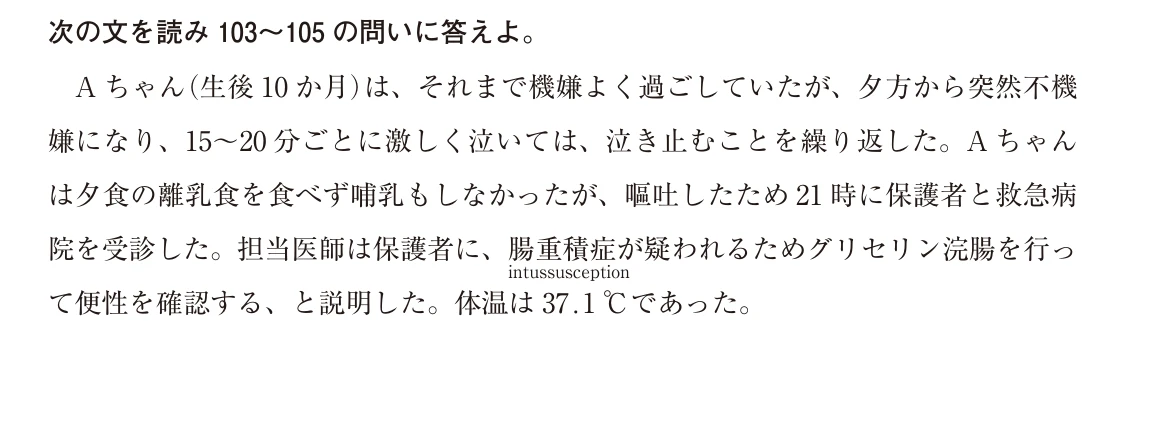 次の文を読み 103〜105 の問いに答えよ。
A ちゃん(生後 10 か月)は、それまで機嫌よく過ごしていたが、夕方から突然不機
嫌になり、15〜20 分ごとに激しく泣いては、泣き止むことを繰り返した。A ちゃん
は夕食の離乳食を食べず哺乳もしなかったが、嘔吐したため 21 時に保護者と救急病
院を受診した。担当医師は保護者に、腸重積症が疑われるためグリセリン浣腸を行っ
intussusception
て便性を確認する、と説明した。体温は 37.1 ℃であった。